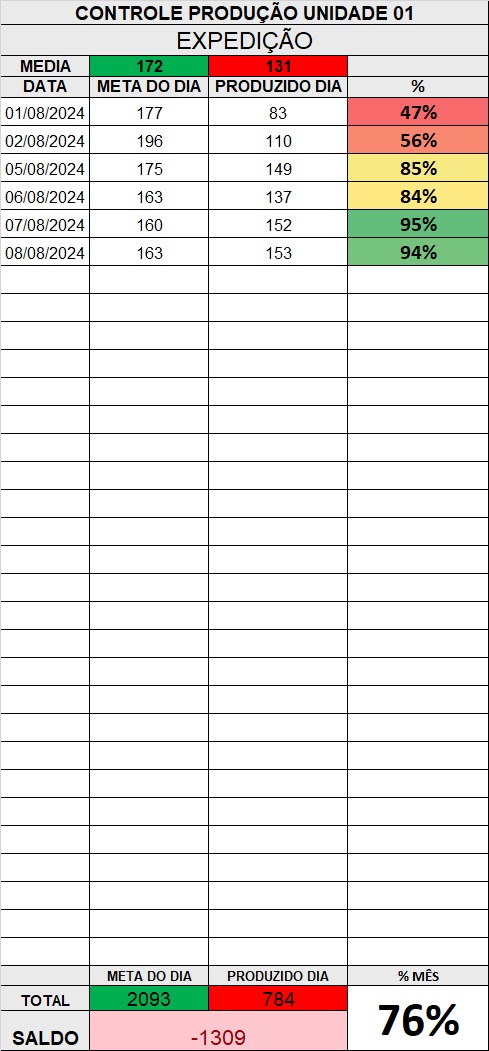 CONTROLE PRODUÇÃO UNIDADE 01
EXPEDIÇÃO
MEDIA 172 131
DATA META DO DIA PRODUZIDO DIA %
01/08/2024 177 83 47%
02/08/2024 196 110 56%
05/08/2024 175 149 85%
06/08/2024 163 137 84%
07/08/2024 160 152 95%
08/08/2024 163 153 94%
META DO DIA PRODUZIDO DIA % MÊS
TOTAL 2093 784 76%
SALDO -1309